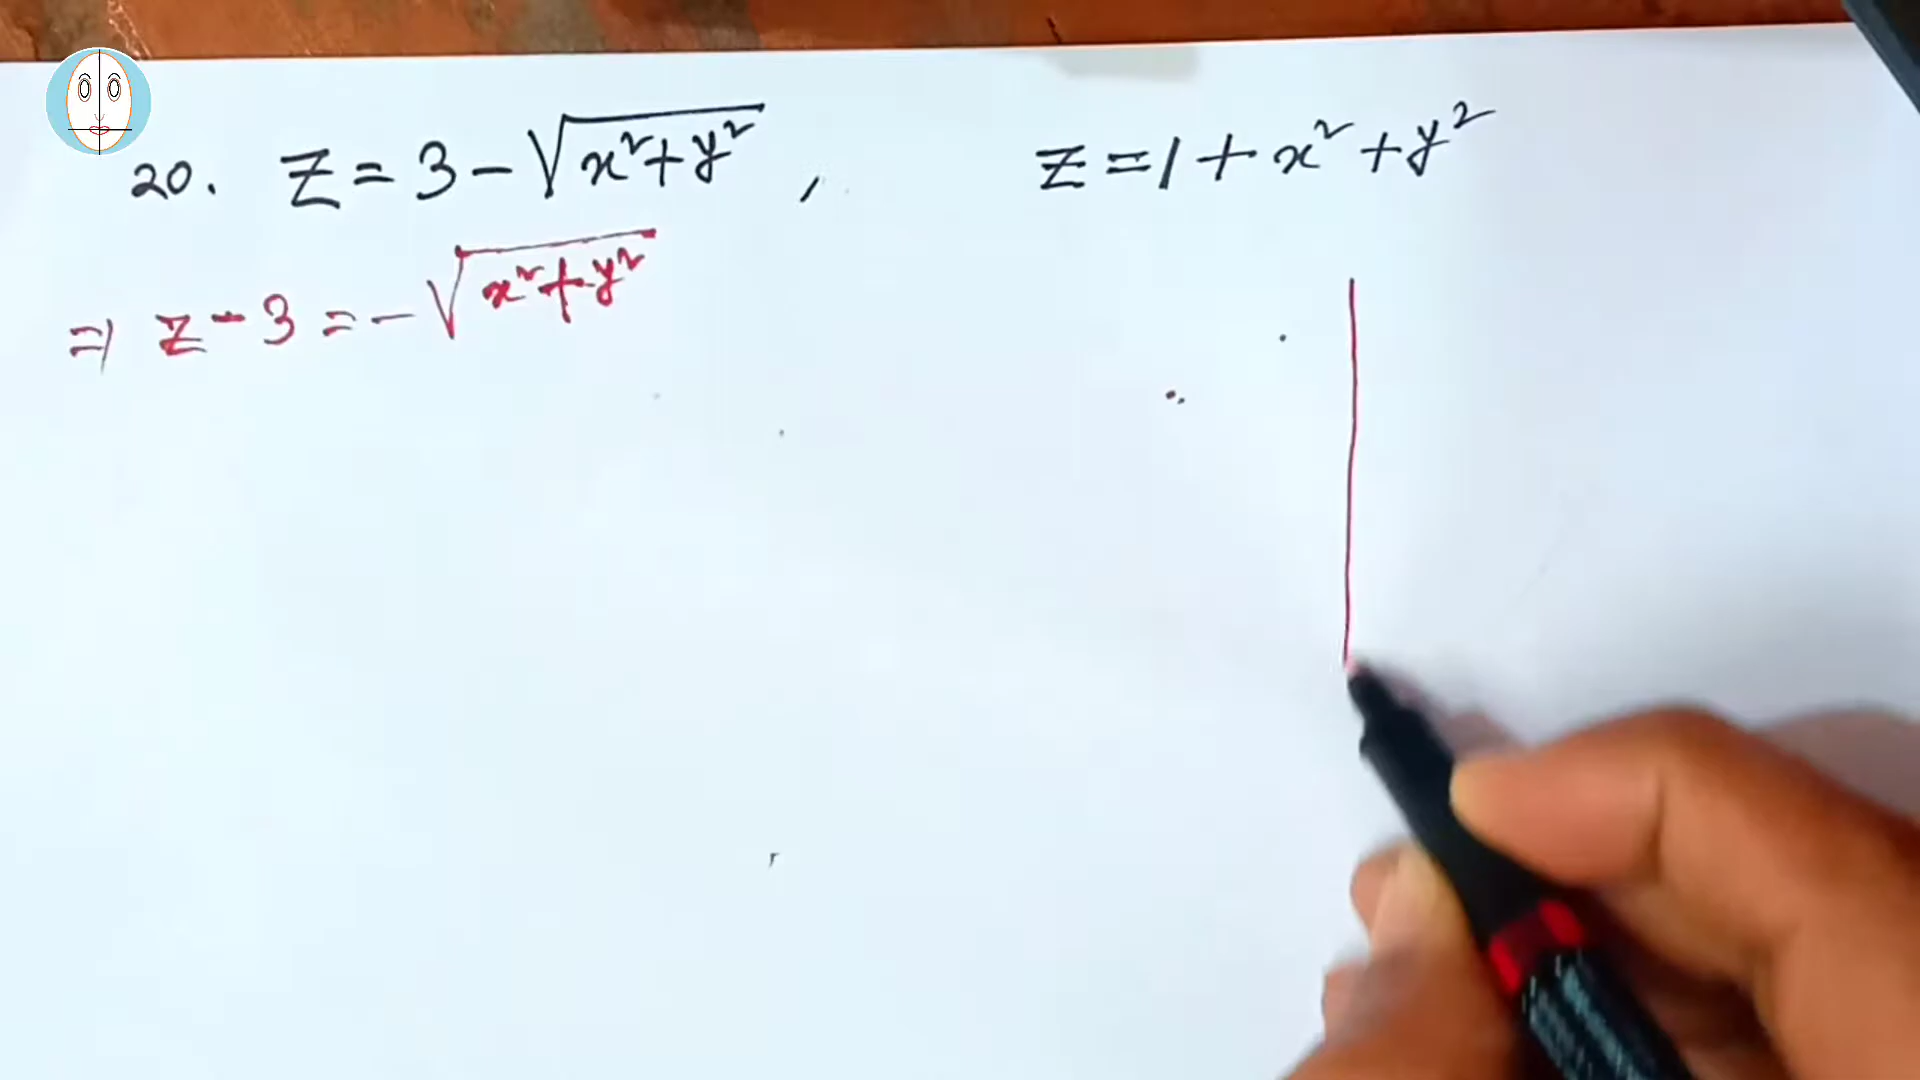 20. z = 3 - √(x²+y²) , z = 1 + x² + y²
⇒ z - 3 = - √(x²+y²)